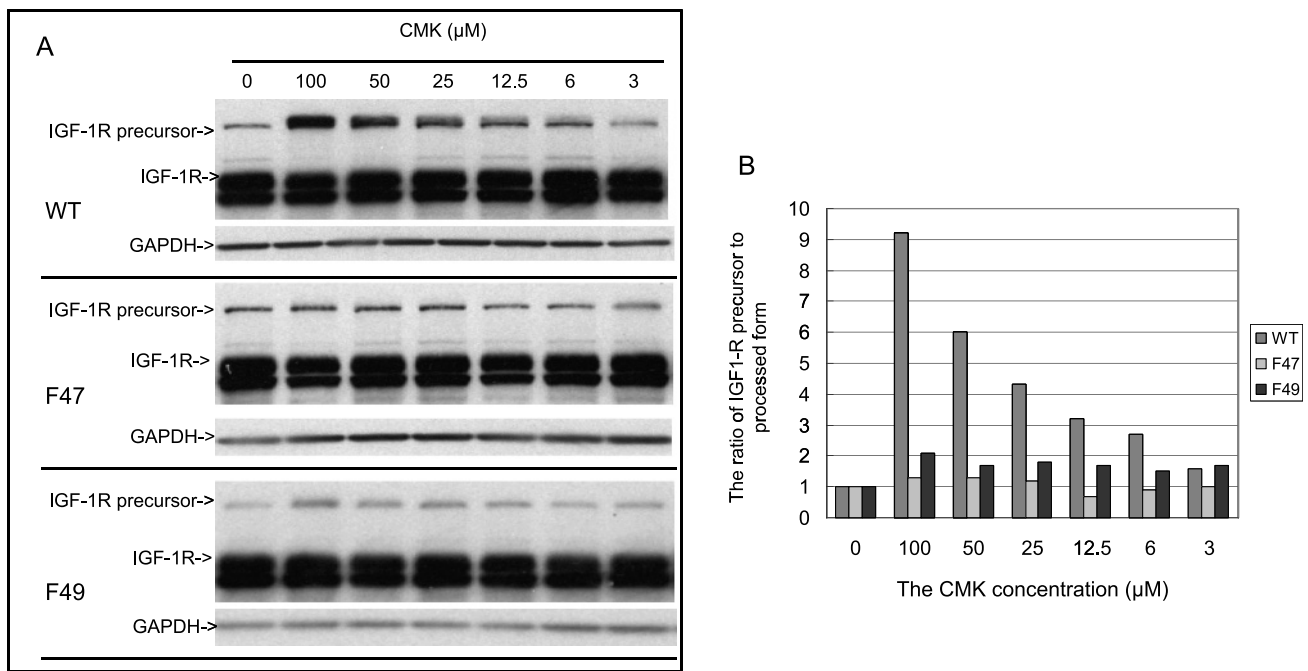 A
CMK (µM)
0 100 50 25 12.5 6 3
IGF-1R precursor->
IGF-1R->
WT
GAPDH->
IGF-1R precursor->
IGF-1R->
F47
GAPDH->
IGF-1R precursor->
IGF-1R->
F49
GAPDH->
B
The ratio of IGF1-R precursor to
processed form
10
9
8
7
6
5
4
3
2
1
0
0 100 50 25 12.5 6 3
The CMK concentration (µM)
WT
F47
F49